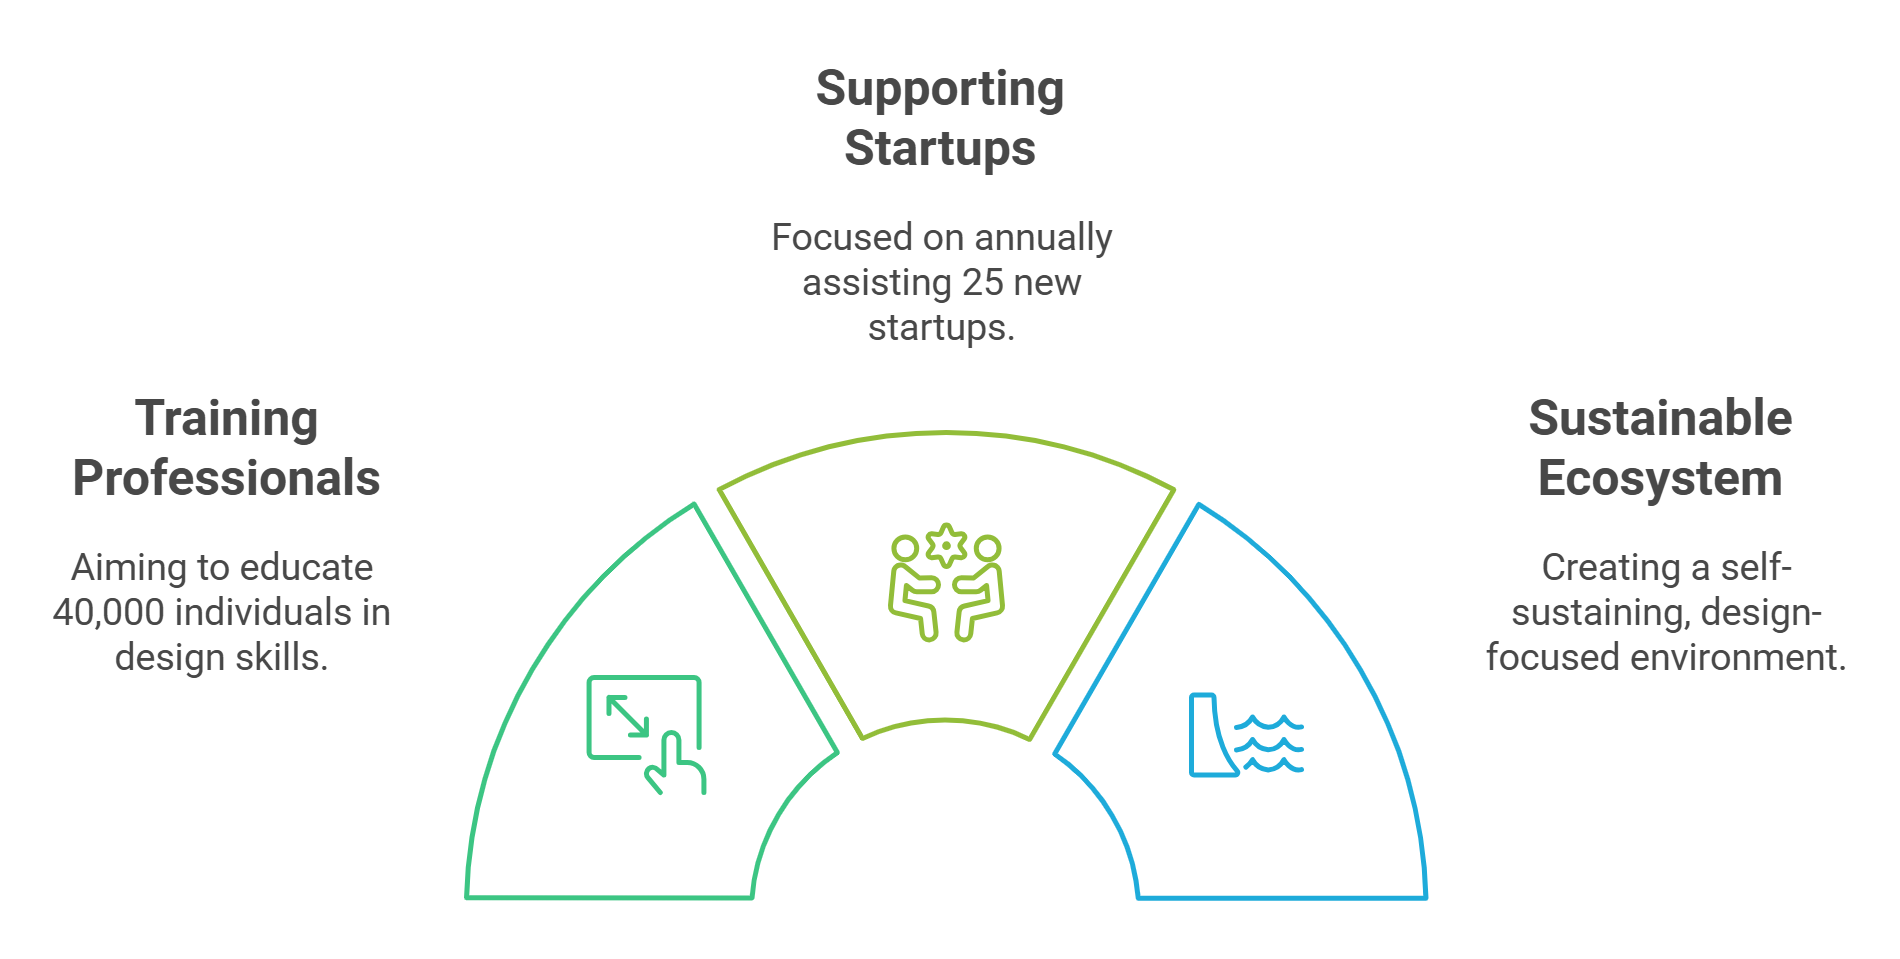 Supporting
Startups
Focused on annually
assisting 25 new
startups.
Training
Professionals
Aiming to educate
40,000 individuals in
design skills.
Sustainable
Ecosystem
Creating a self-
sustaining, design-
focused environment.